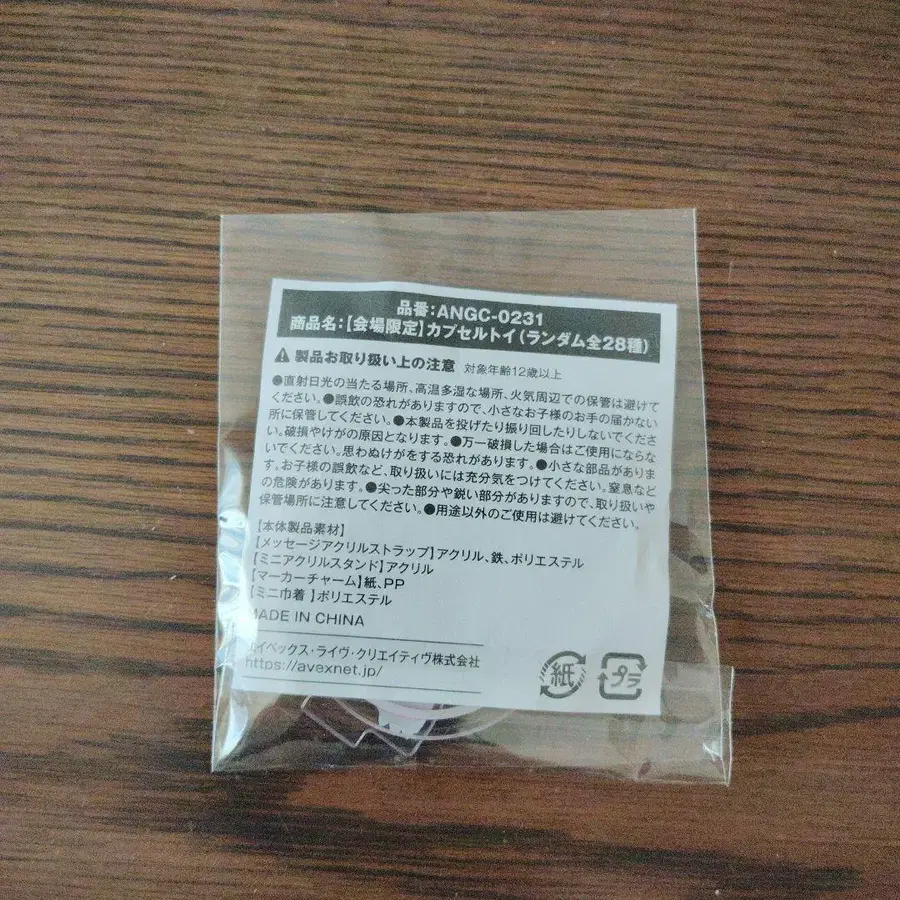 品番:ANGC-0231
商品名:【会場限定】カプセルトイ(ランダム全28種)
製品お取り扱い上の注意 対象年齢12歳以上
●直射日光の当たる場所、高温多湿な場所、火気周辺での保管は避けて
ください。●誤飲の恐れがありますので、小さなお子様のお手の届かない
所に保管してください。●本製品を投げたり振り回したりしないでくださ
い。破損やけがの原因となります。●万一破損した場合はご使用にならな
いでください。思わぬけがをする恐れがあります。●小さな部品がありま
す。お子様の誤飲など、取り扱いには充分気をつけてください。窒息など
の危険があります。●尖った部分や鋭い部分がありますので、取り扱いや
保管場所に注意してください。●用途以外のご使用は避けてください。
【本体製品素材】
【メッセージアクリルストラップ】アクリル、鉄、ポリエステル
【ミニアクリルスタンド】アクリル
【マーカーチャーム】紙、PP
【ミニ巾着】ポリエステル
MADE IN CHINA
エイベックス・ライヴ・クリエイティヴ株式会社
https://avexnet.jp/
紙 プラ